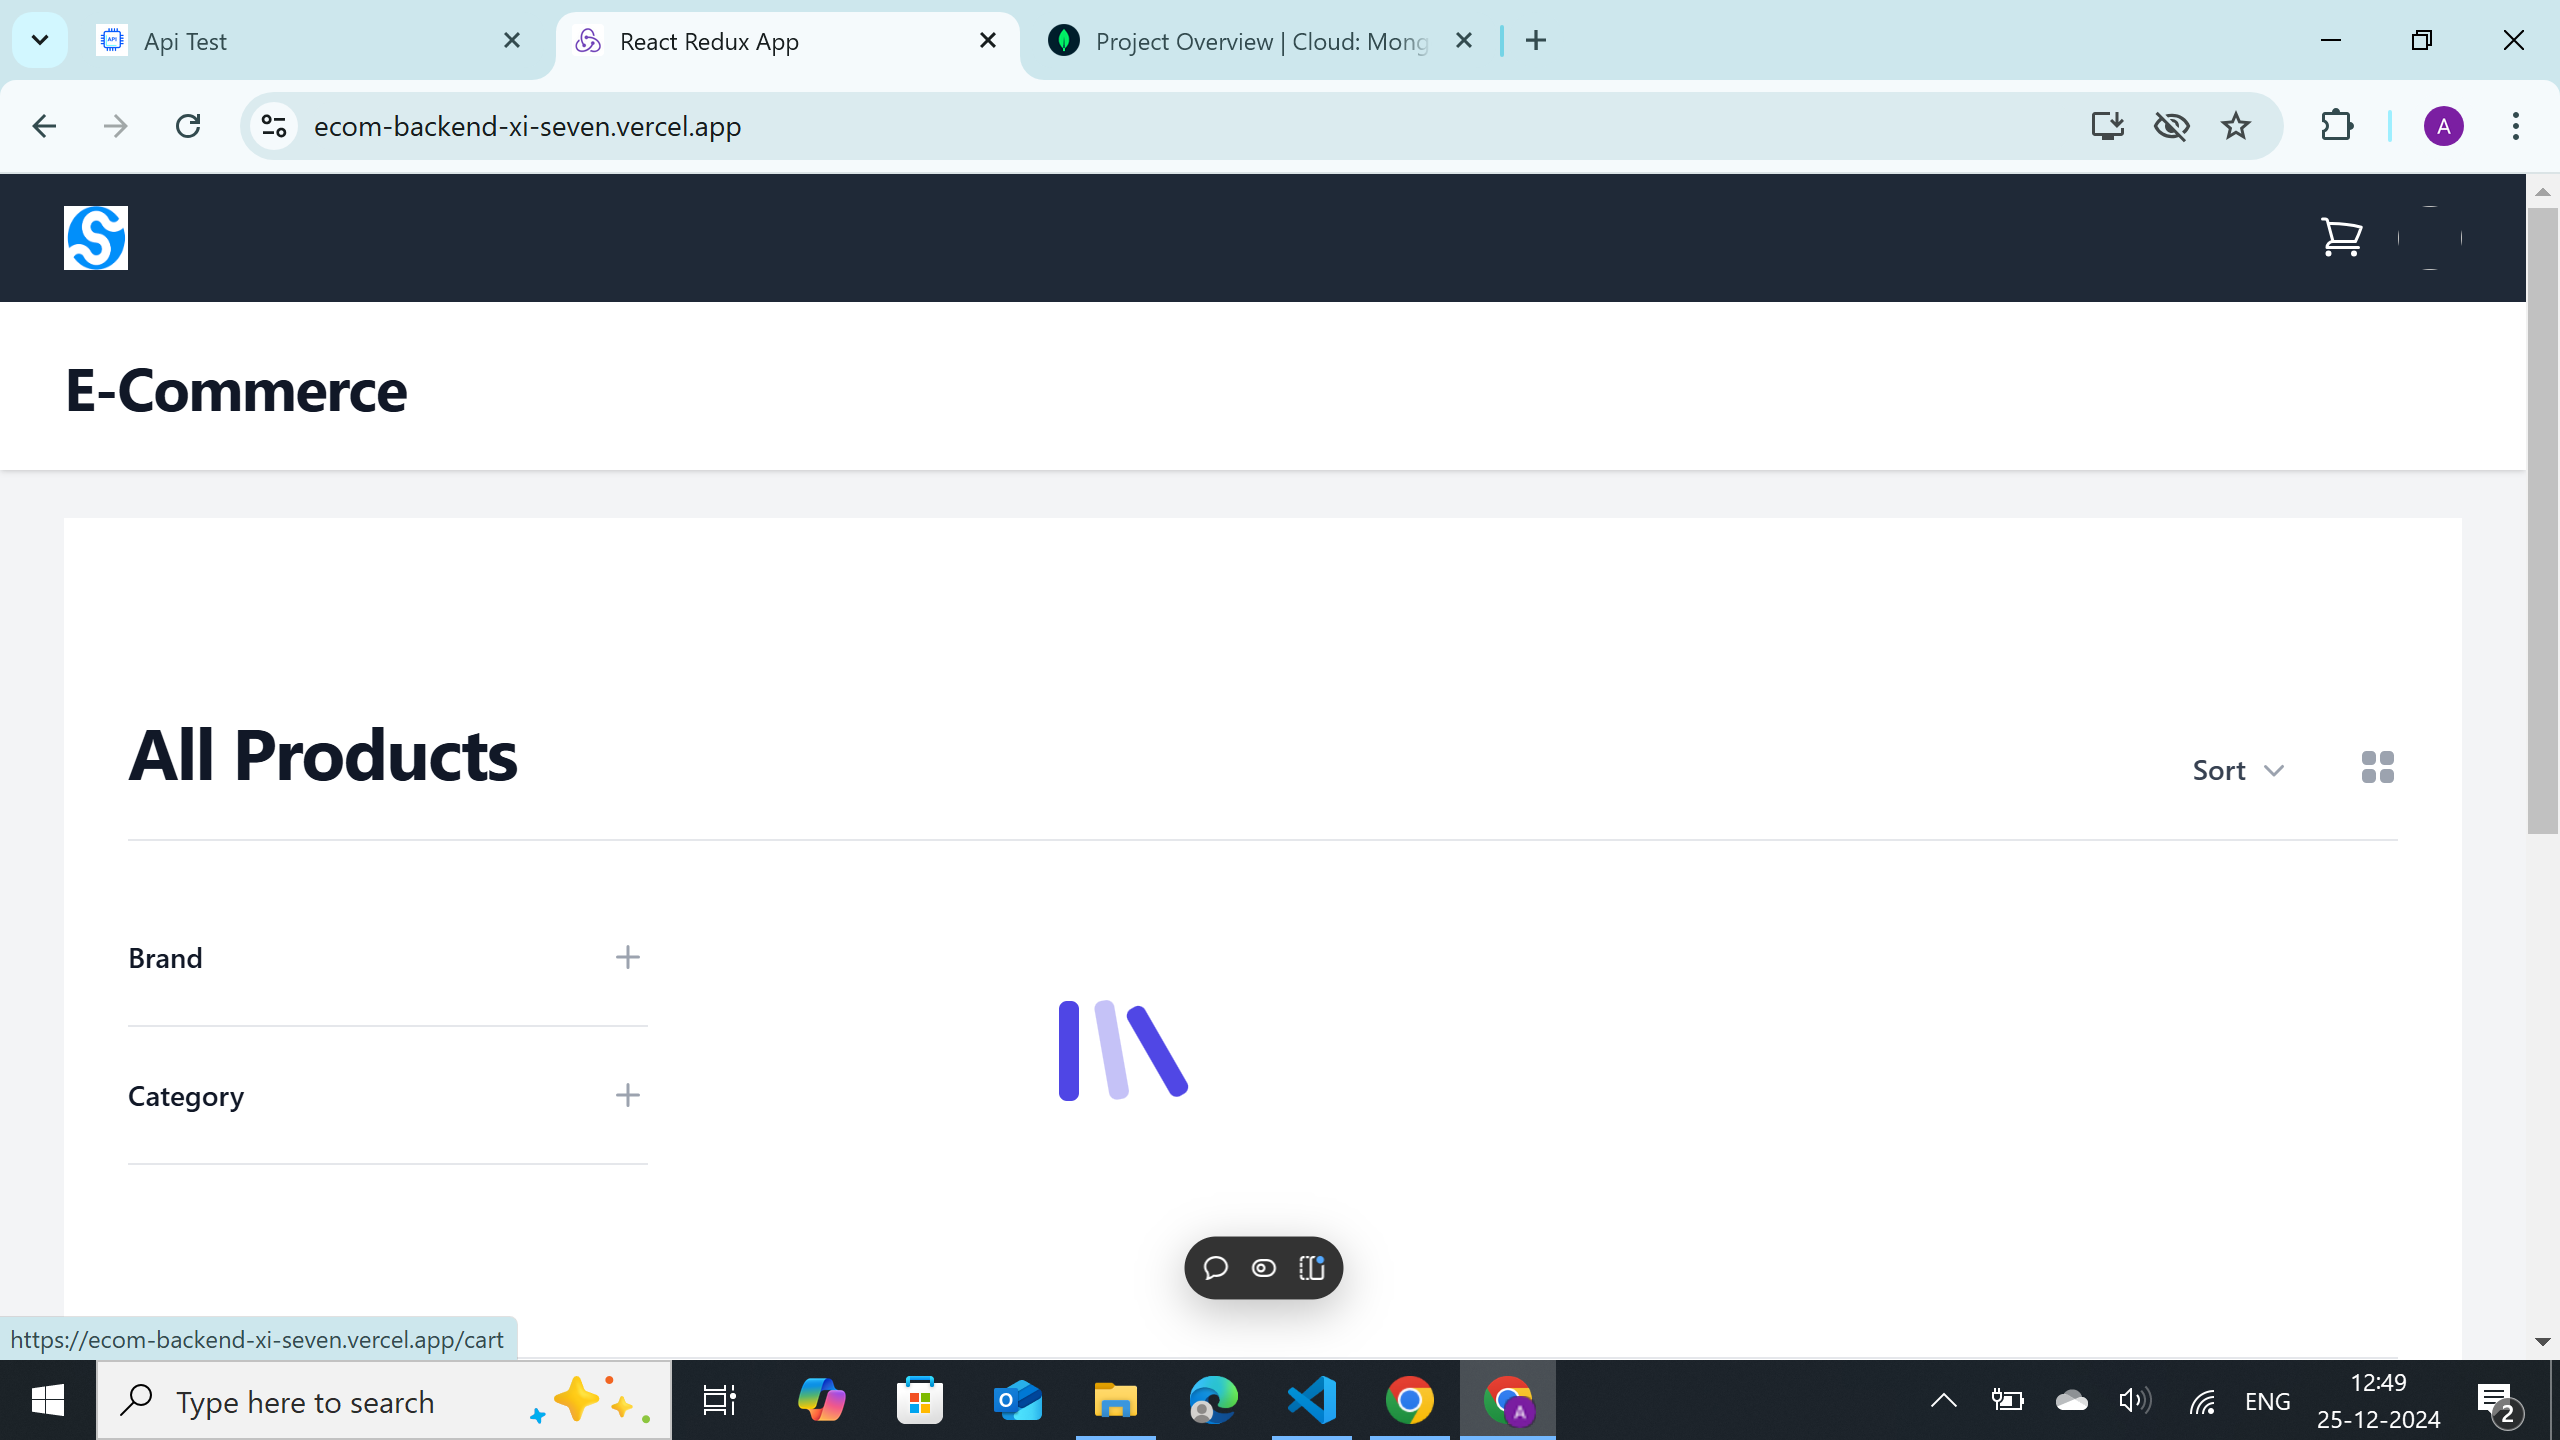 Api Test
React Redux App
Project Overview | Cloud: Mong
ecom-backend-xi-seven.vercel.app
A
E-Commerce
All Products
Sort
Brand
Category
https://ecom-backend-xi-seven.vercel.app/cart
Type here to search
ENG
12:49
25-12-2024
2